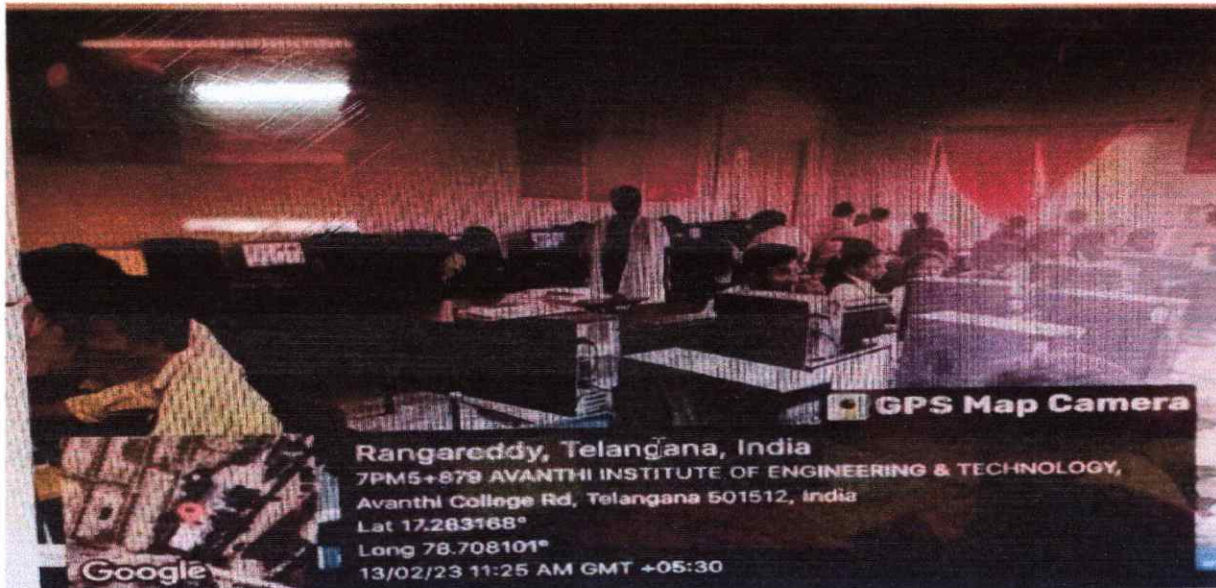 GPS Map Camera
Rangareddy, Telangana, India
7PM5+879 AVANTHI INSTITUTE OF ENGINEERING & TECHNOLOGY,
Avanthi College Rd, Telangana 501512, India
Lat 17.283168°
Long 78.708101°
13/02/23 11:25 AM GMT +05:30
Google